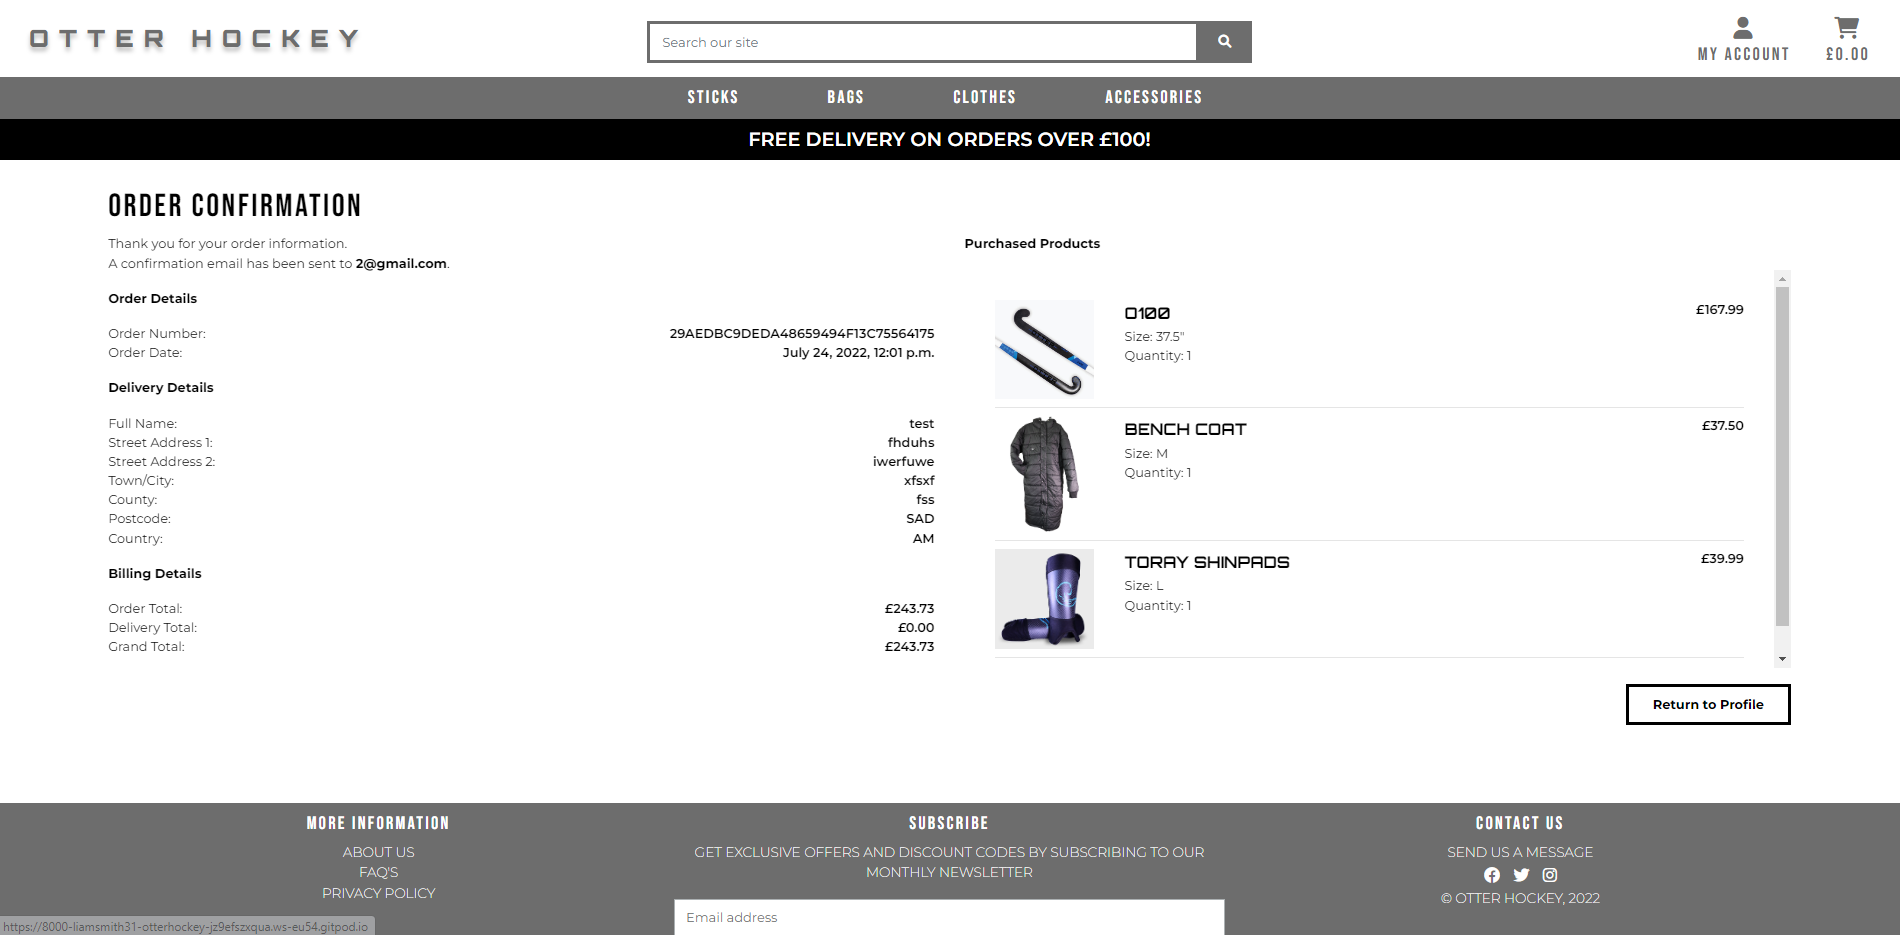 OTTER HOCKEY
Search our site
MY ACCOUNT
£0.00
STICKS BAGS CLOTHES ACCESSORIES
FREE DELIVERY ON ORDERS OVER £100!
ORDER CONFIRMATION
Thank you for your order information.
A confirmation email has been sent to 2@gmail.com.
Order Details
Order Number: 29AEDBC9DEDA48659494F13C75564175
Order Date: July 24, 2022, 12:01 p.m.
Delivery Details
Full Name: test
Street Address 1: fhduhs
Street Address 2: iwerfuwe
Town/City: xfsxf
County: fss
Postcode: SAD
Country: AM
Billing Details
Order Total: £243.73
Delivery Total: £0.00
Grand Total: £243.73
Purchased Products
O100 £167.99
Size: 37.5"
Quantity: 1
BENCH COAT £37.50
Size: M
Quantity: 1
TORAY SHINPADS £39.99
Size: L
Quantity: 1
Return to Profile
MORE INFORMATION
ABOUT US
FAQ'S
PRIVACY POLICY
SUBSCRIBE
GET EXCLUSIVE OFFERS AND DISCOUNT CODES BY SUBSCRIBING TO OUR
MONTHLY NEWSLETTER
Email address
CONTACT US
SEND US A MESSAGE
© OTTER HOCKEY, 2022
https://8000-liamsmith31-otterhockey-jz9efszxqua.ws-eu54.gitpod.io